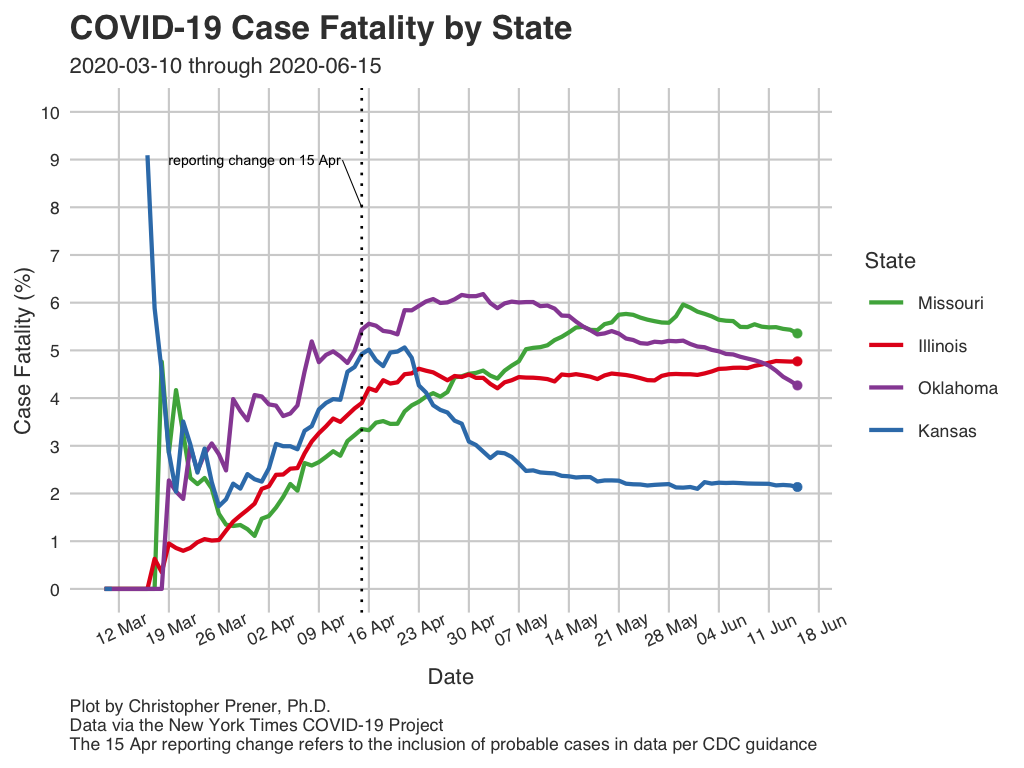 COVID-19 Case Fatality by State
2020-03-10 through 2020-06-15
10
9
8
7
6
5
4
3
2
1
0
Case Fatality (%)
reporting change on 15 Apr
12 Mar
19 Mar
26 Mar
02 Apr
09 Apr
16 Apr
23 Apr
30 Apr
07 May
14 May
21 May
28 May
04 Jun
11 Jun
18 Jun
Date
State
Missouri
Illinois
Oklahoma
Kansas
Plot by Christopher Prener, Ph.D.
Data via the New York Times COVID-19 Project
The 15 Apr reporting change refers to the inclusion of probable cases in data per CDC guidance